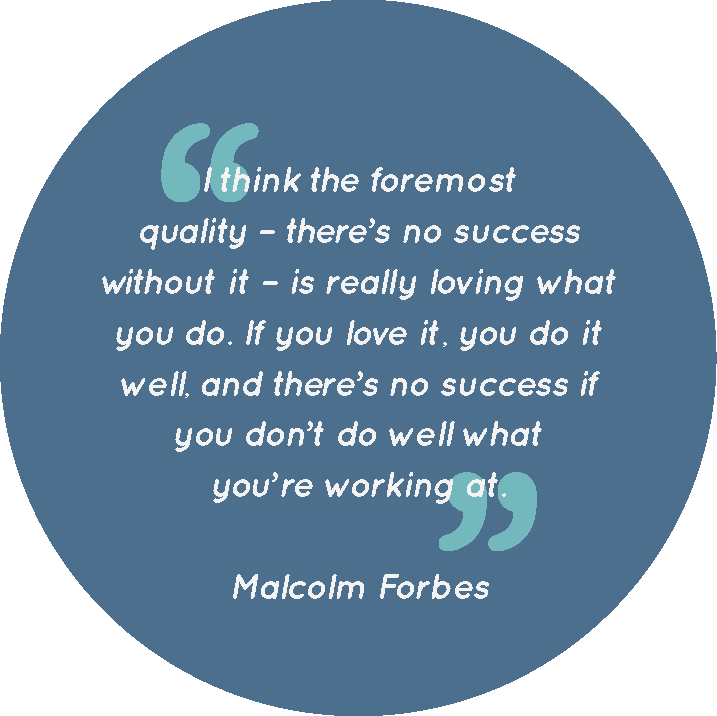 I think the foremost
quality – there’s no success
without it – is really loving what
you do. If you love it, you do it
well, and there’s no success if
you don’t do well what
you’re working at.
Malcolm Forbes